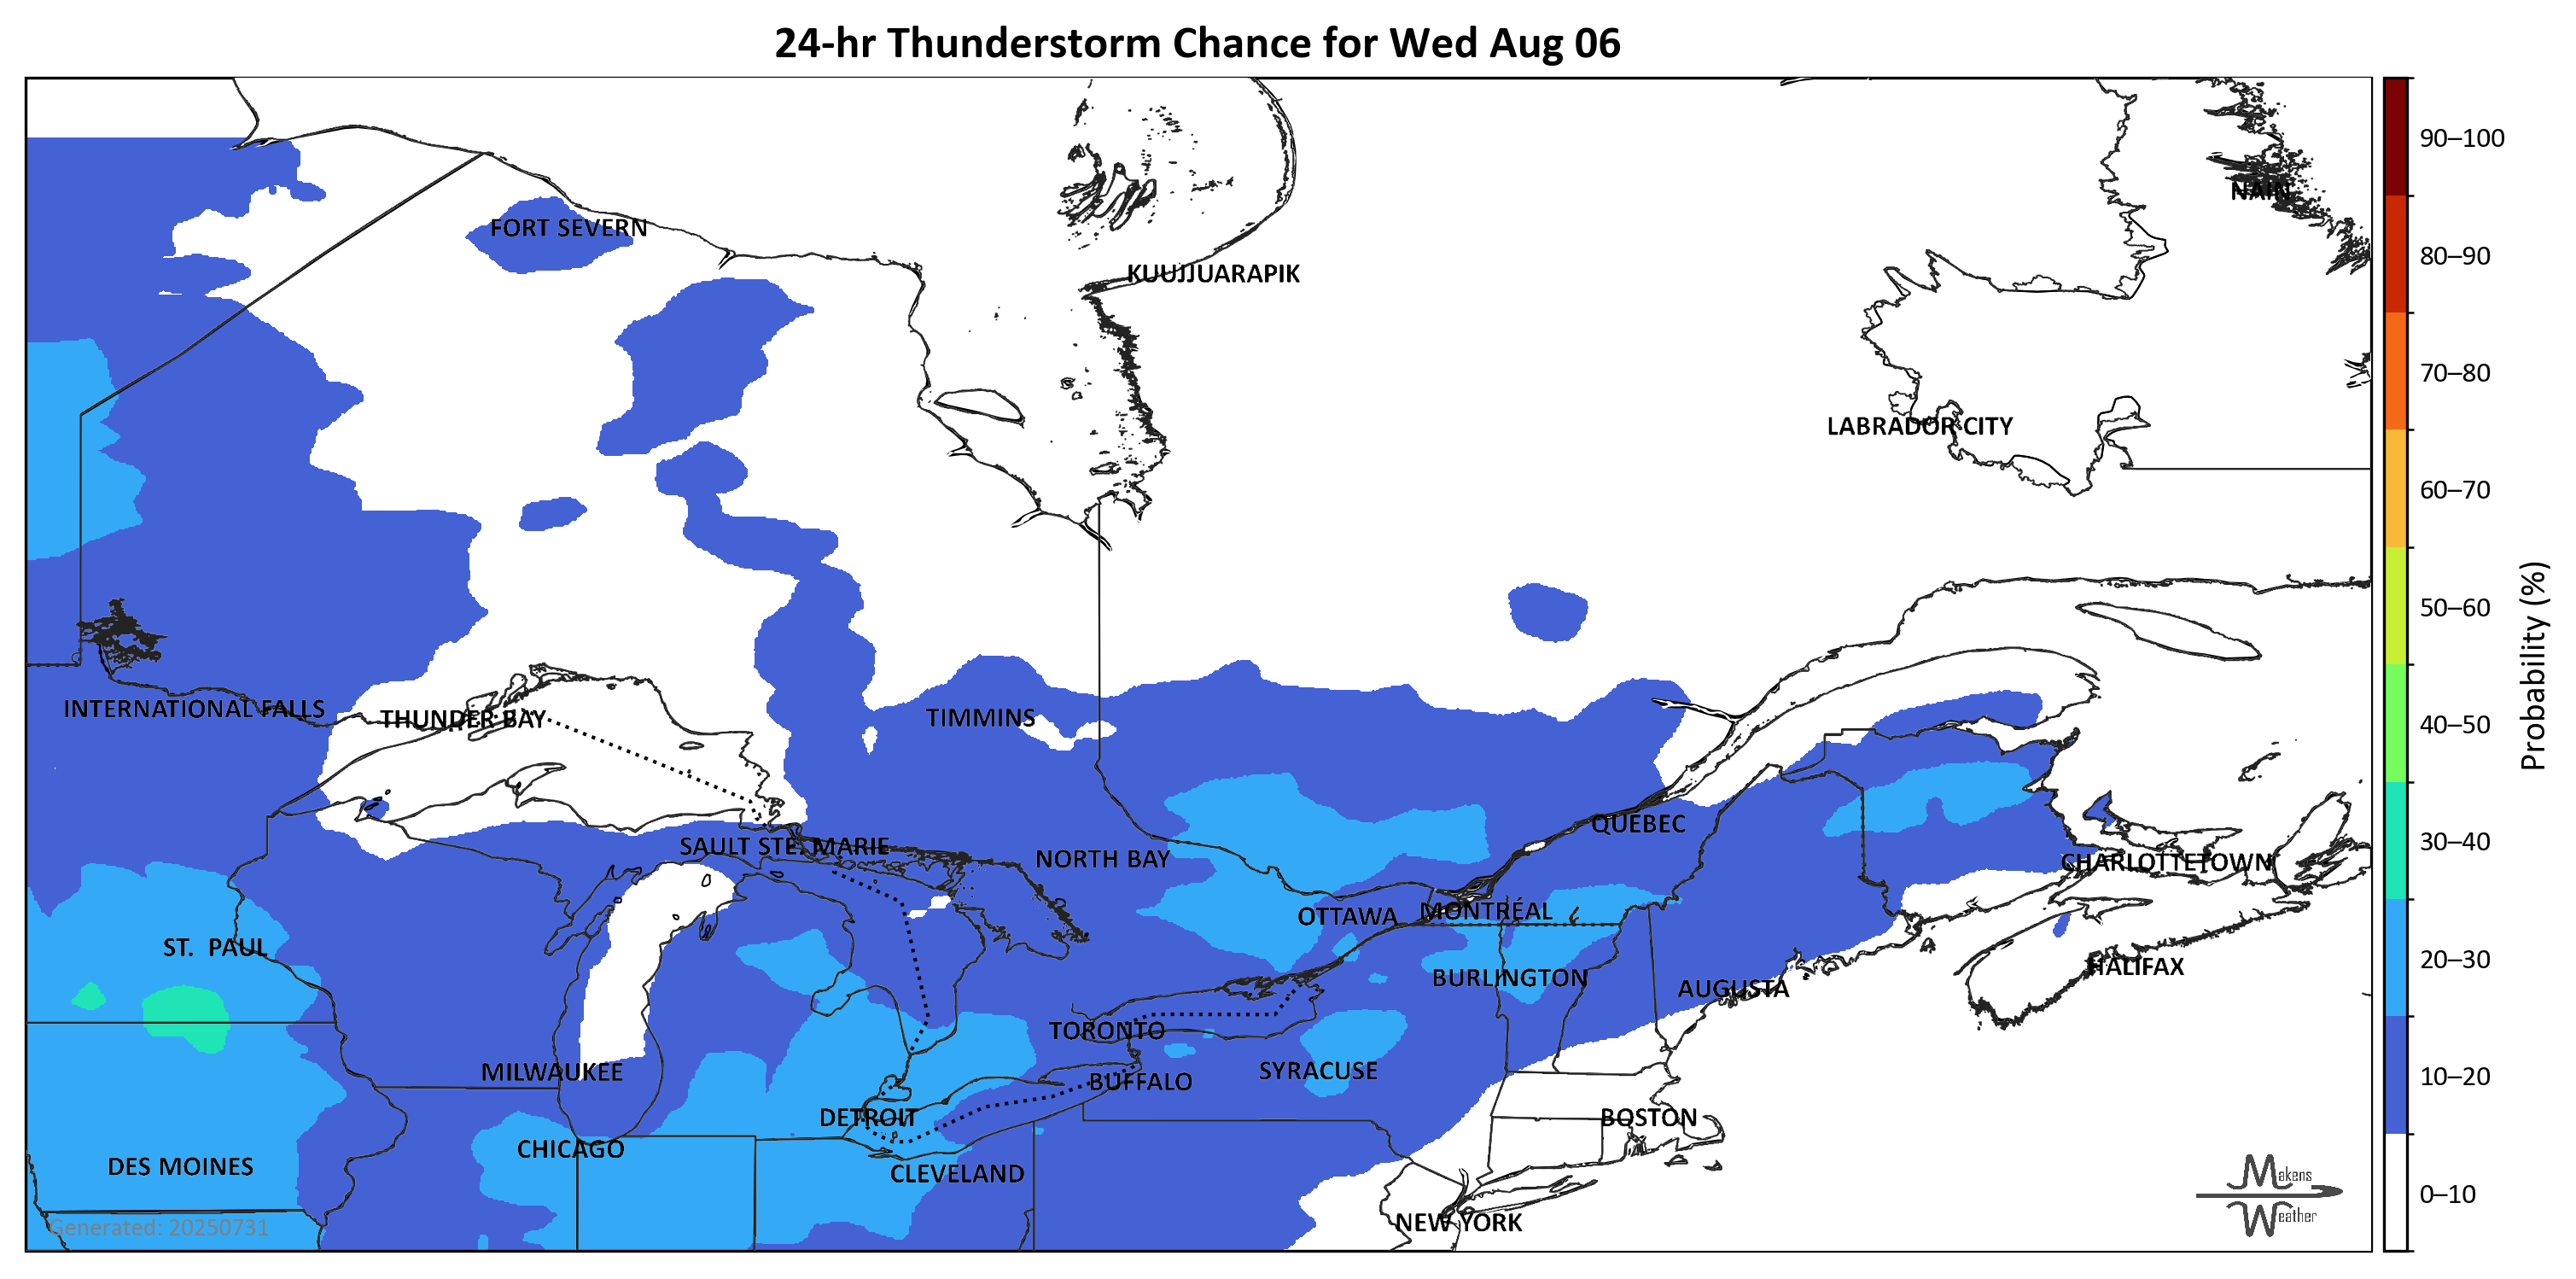 24-hr Thunderstorm Chance for Wed Aug 06
90–100
NAIN
FORT SEVERN
80–90
KUUJJUARAPIK
70–80
LABRADOR CITY
60–70
50–60
INTERNATIONAL FALLS
THUNDER BAY
TIMMINS
40–50
Probability (%)
QUEBEC
SAULT STE. MARIE
NORTH BAY
CHARLOTTETOWN
30–40
OTTAWA
MONTRÉAL
ST. PAUL
BURLINGTON
HALIFAX
AUGUSTA
20–30
TORONTO
MILWAUKEE
SYRACUSE
BUFFALO
10–20
DETROIT
BOSTON
CHICAGO
DES MOINES
CLEVELAND
Makens
Weather
0–10
Generated: 20250731
NEW YORK